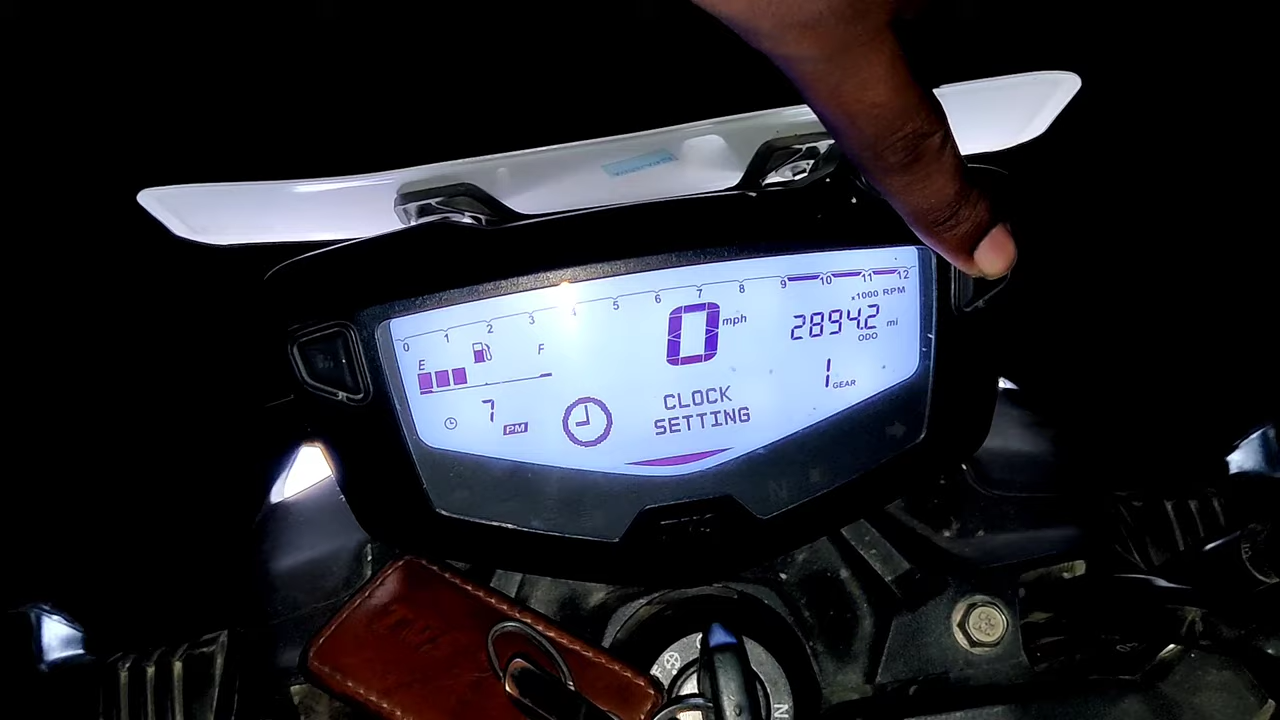 0 1 2 3 4 5 6 7 8 9 10 11 12
x1000 RPM
0 mph
2894.2 mi
ODO
E F
1 GEAR
7 PM
CLOCK
SETTING
N